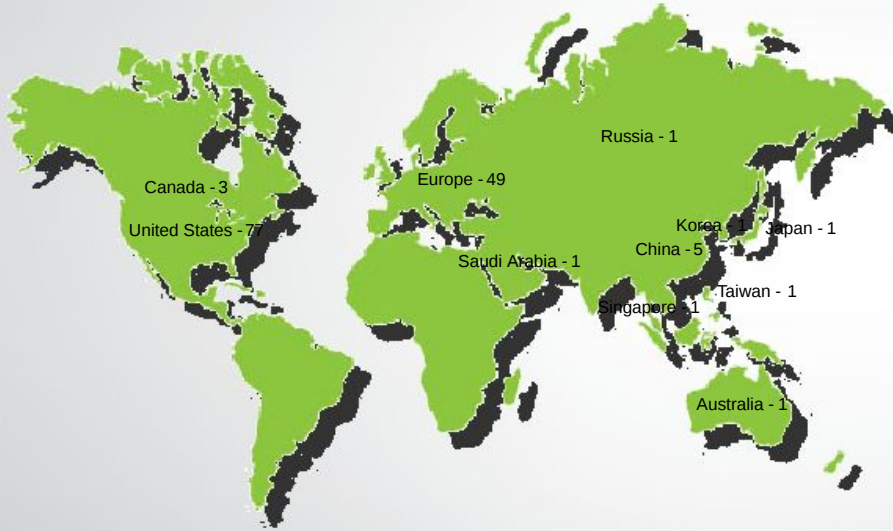 Russia - 1
Europe - 49
Canada - 3
Korea - 1
Japan - 1
United States - 77
China - 5
Saudi Arabia - 1
Taiwan - 1
Singapore - 1
Australia - 1